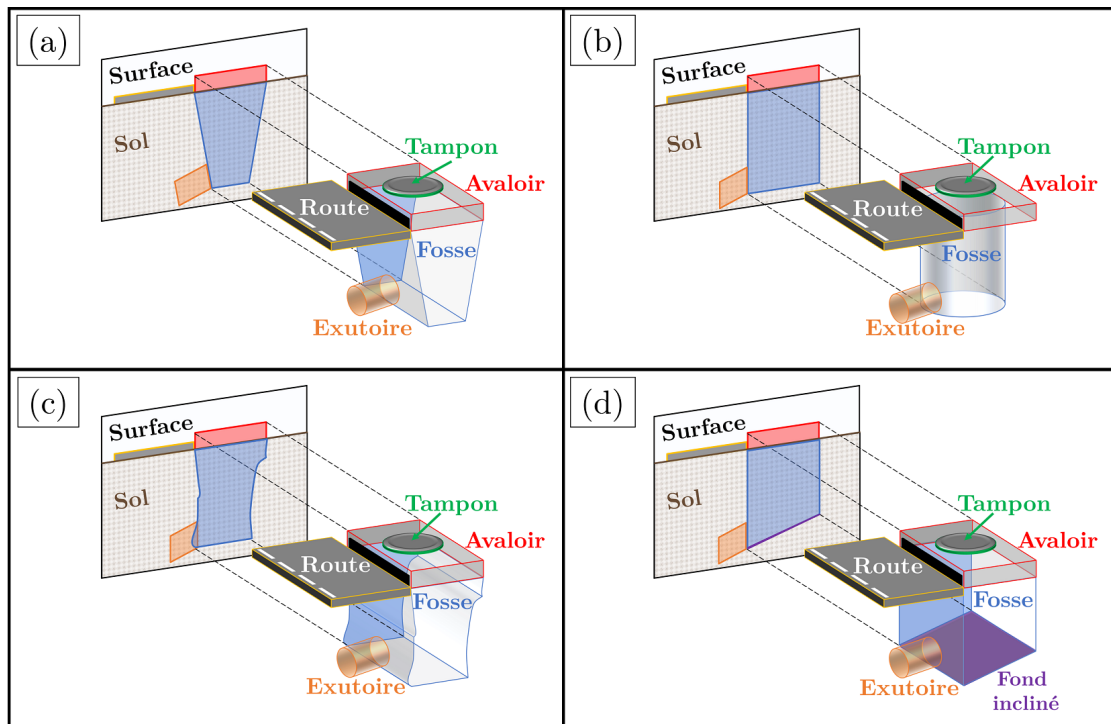 (a)
Surface
Sol
Tampon
Avaloir
Route
Fosse
Exutoire
(b)
Surface
Sol
Tampon
Avaloir
Route
Fosse
Exutoire
(c)
Surface
Sol
Tampon
Avaloir
Route
Fosse
Exutoire
(d)
Surface
Sol
Tampon
Avaloir
Route
Fosse
Exutoire
Fond
incliné